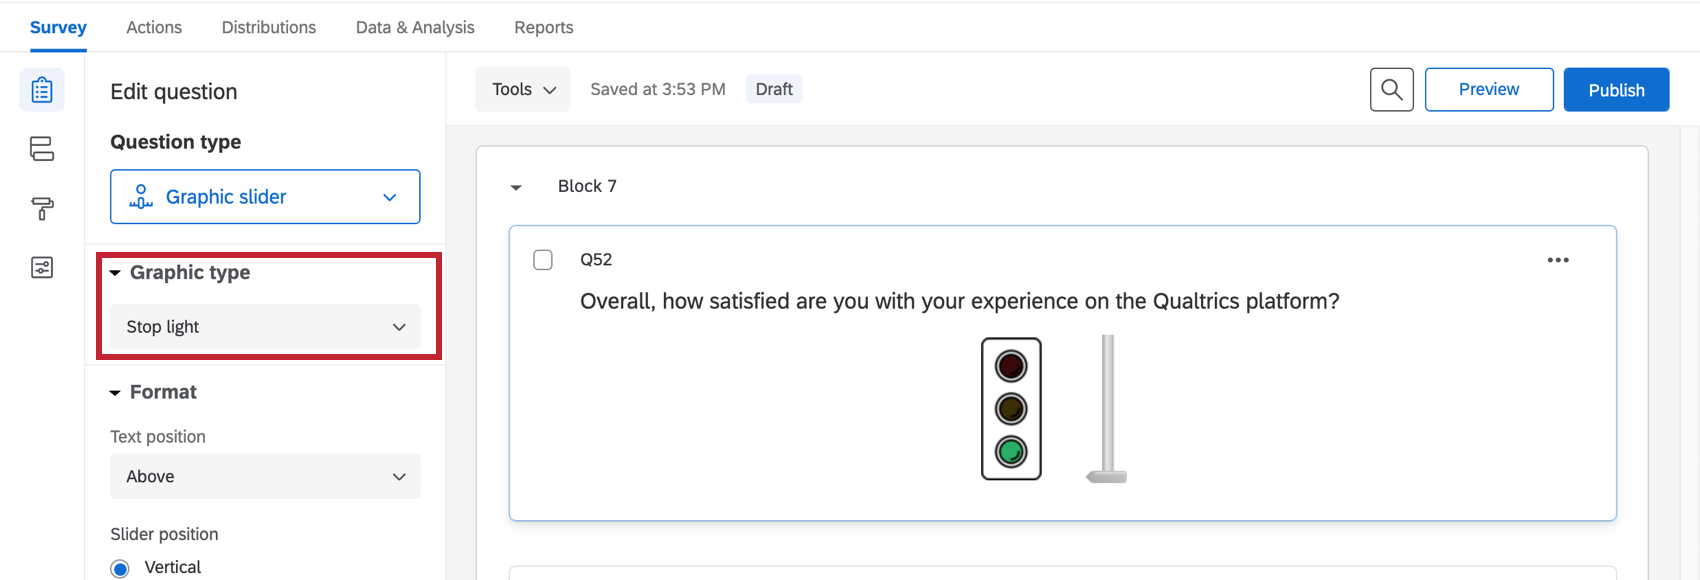 Survey Actions Distributions Data & Analysis Reports
Edit question
Question type
Graphic slider
Graphic type
Stop light
Format
Text position
Above
Slider position
Vertical
Tools Saved at 3:53 PM Draft Preview Publish
Block 7
Q52
Overall, how satisfied are you with your experience on the Qualtrics platform?